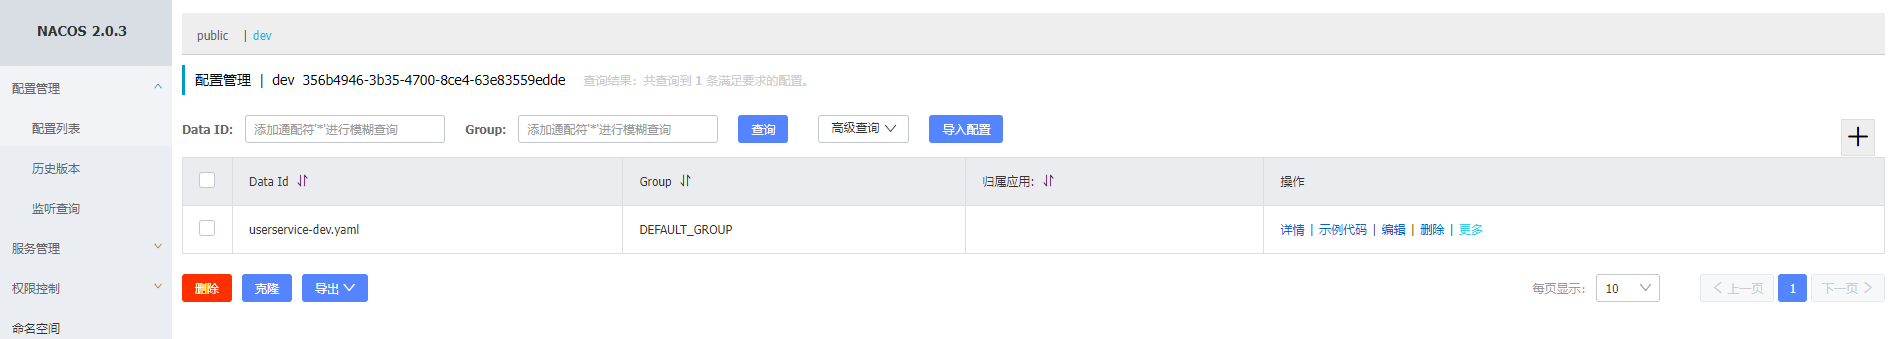 NACOS 2.0.3
配置管理
配置列表
历史版本
监听查询
服务管理
权限控制
命名空间
public | dev
配置管理 | dev 356b4946-3b35-4700-8ce4-63e83559edde 查询结果：共查询到 1 条满足要求的配置。
Data ID: 添加通配符'*'进行模糊查询 Group: 添加通配符'*'进行模糊查询 查询 高级查询 导入配置
Data Id Group 归属应用: 操作
userservice-dev.yaml DEFAULT_GROUP 详情 | 示例代码 | 编辑 | 删除 | 更多
删除 克隆 导出 每页显示: 10 上一页 1 下一页